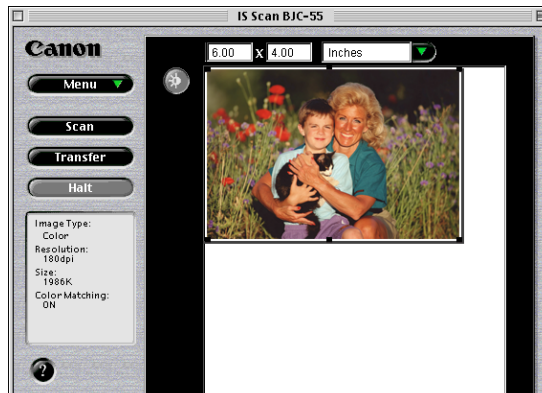 IS Scan BJC-55
Canon
6.00 x 4.00 Inches
Menu
Scan
Transfer
Halt
Image Type:
Color
Resolution:
180dpi
Size:
1986K
Color Matching:
ON
?